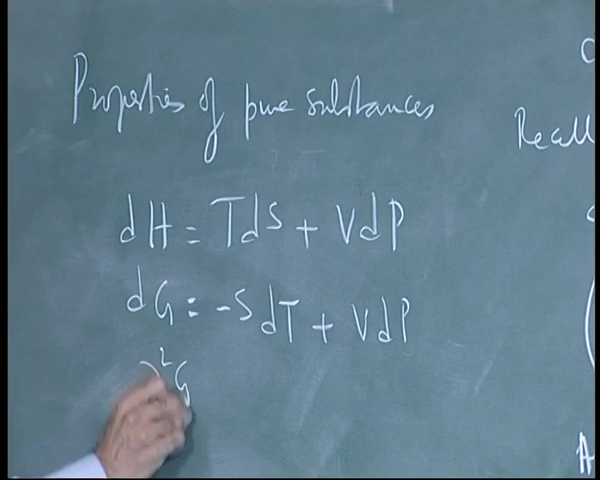 Properties of pure substances
Recall
dH = TdS + VdP
dG = -SdT + VdP
∂²G